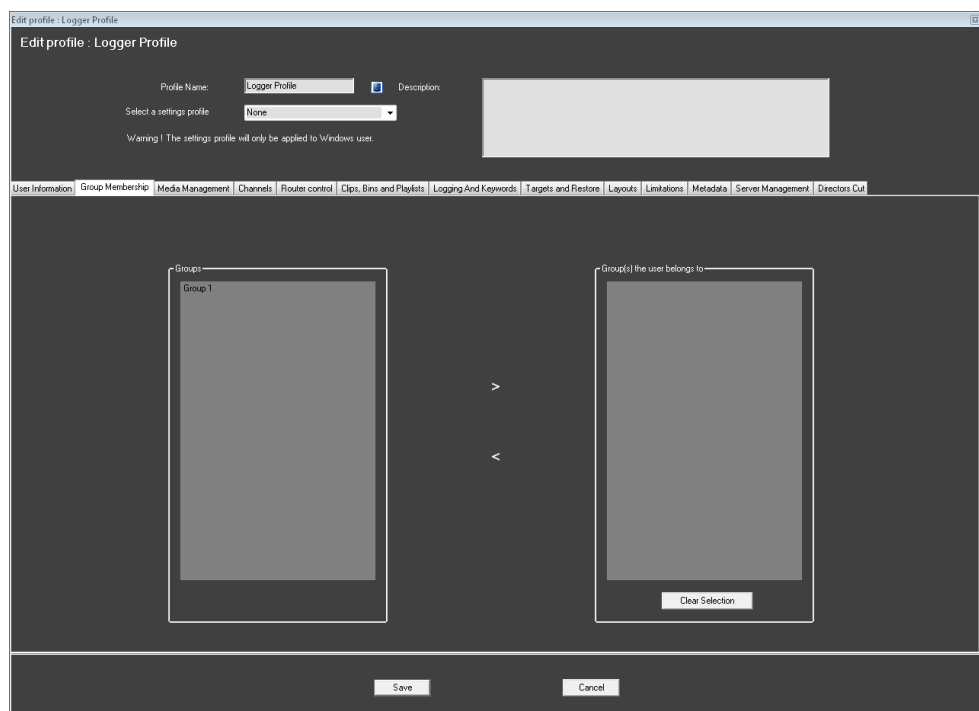 Edit profile : Logger Profile
Edit profile : Logger Profile
Profile Name: Logger Profile Description:
Select a settings profile None
Warning ! The settings profile will only be applied to Windows user.
User Information Group Membership Media Management Channels Router control Clips, Bins and Playlists Logging And Keywords Targets and Restore Layouts Limitations Metadata Server Management Directors Cut
Groups Group(s) the user belongs to
Group 1
>
<
Clear Selection
Save Cancel